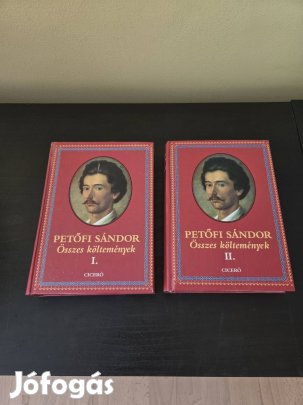 PETŐFI SÁNDOR
Összes költemények
I.
CICERÓ
PETŐFI SÁNDOR
Összes költemények
II.
CICERÓ
Jófogás